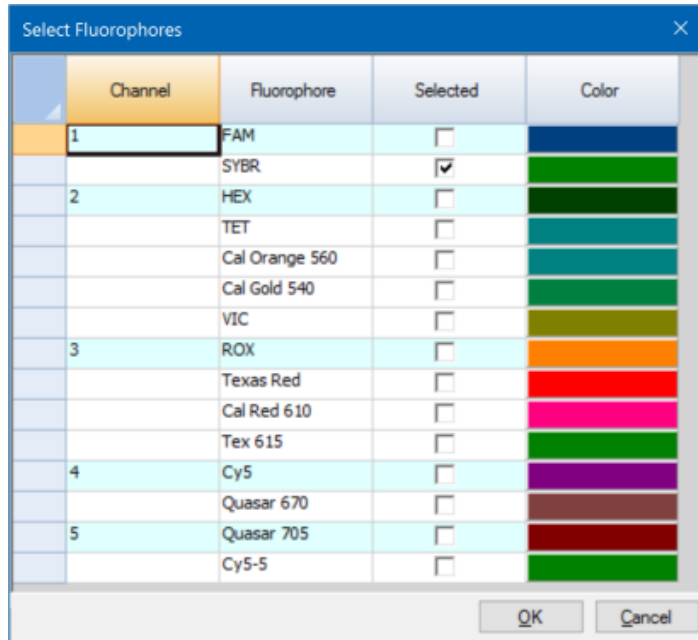 Select Fluorophores
Channel Fluorophore Selected Color
1 FAM
SYBR
2 HEX
TET
Cal Orange 560
Cal Gold 540
VIC
3 ROX
Texas Red
Cal Red 610
Tex 615
4 Cy5
Quasar 670
5 Quasar 705
Cy5-5
OK Cancel